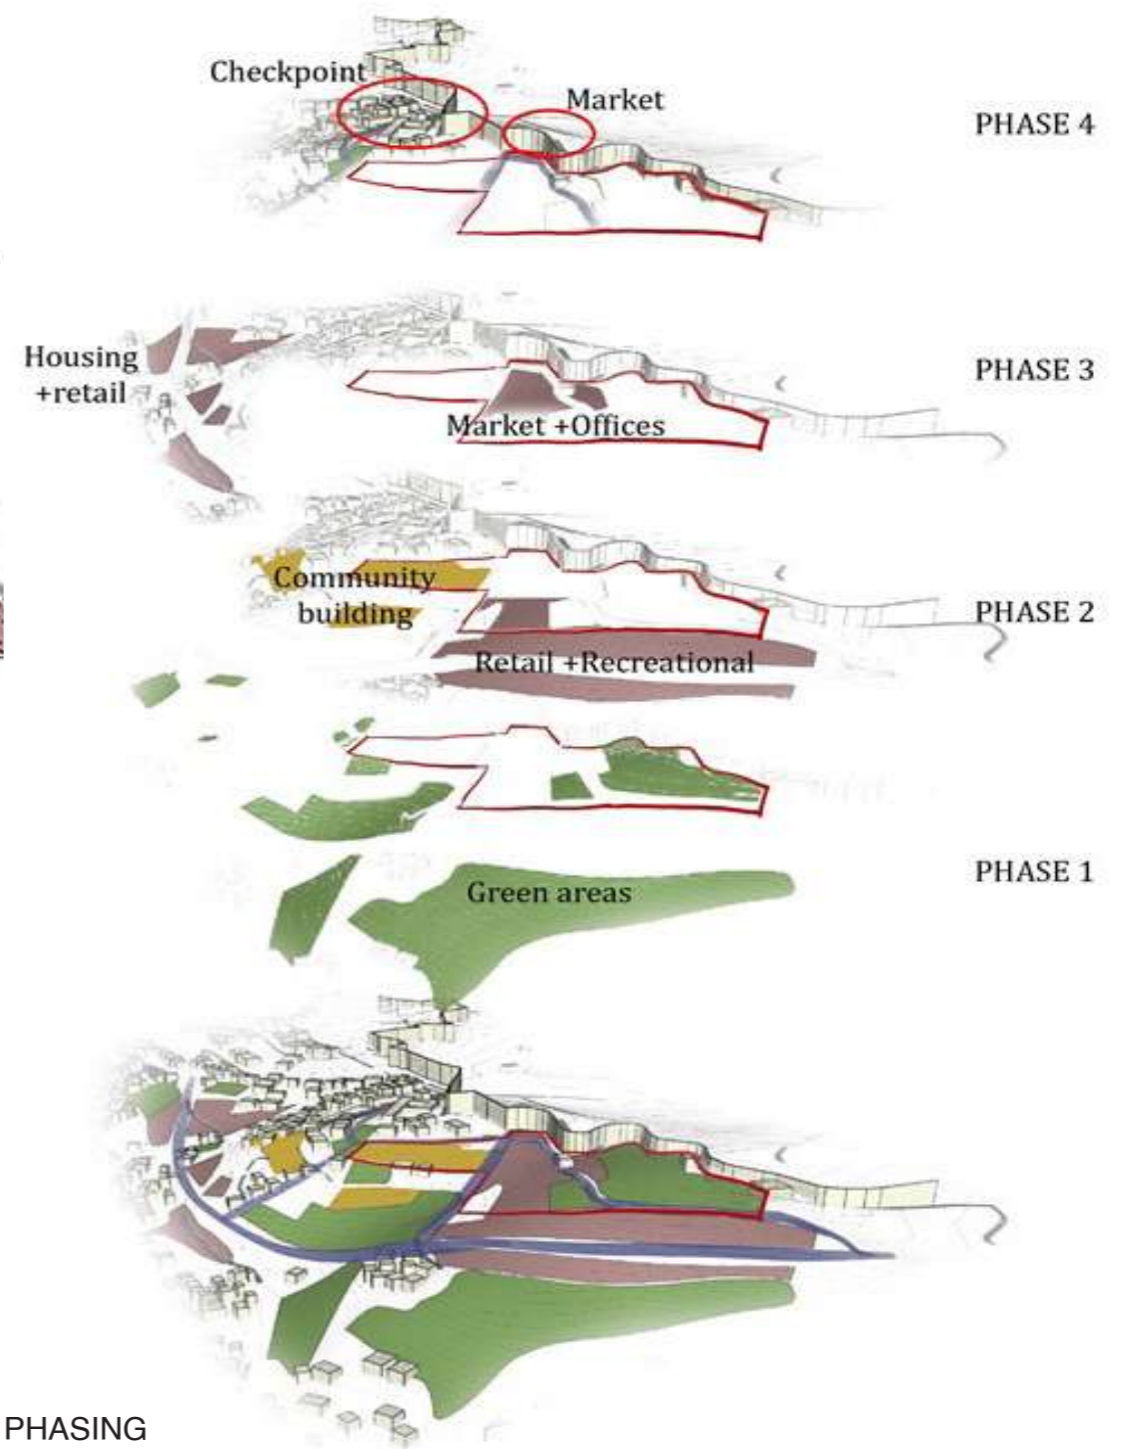 Checkpoint
Market
PHASE 4
Housing
+retail
PHASE 3
Market +Offices
Community
building
PHASE 2
Retail +Recreational
Green areas
PHASE 1
PHASING